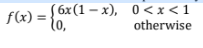 f(x) = {6x(1 − x), 0 < x < 1
{0, otherwise